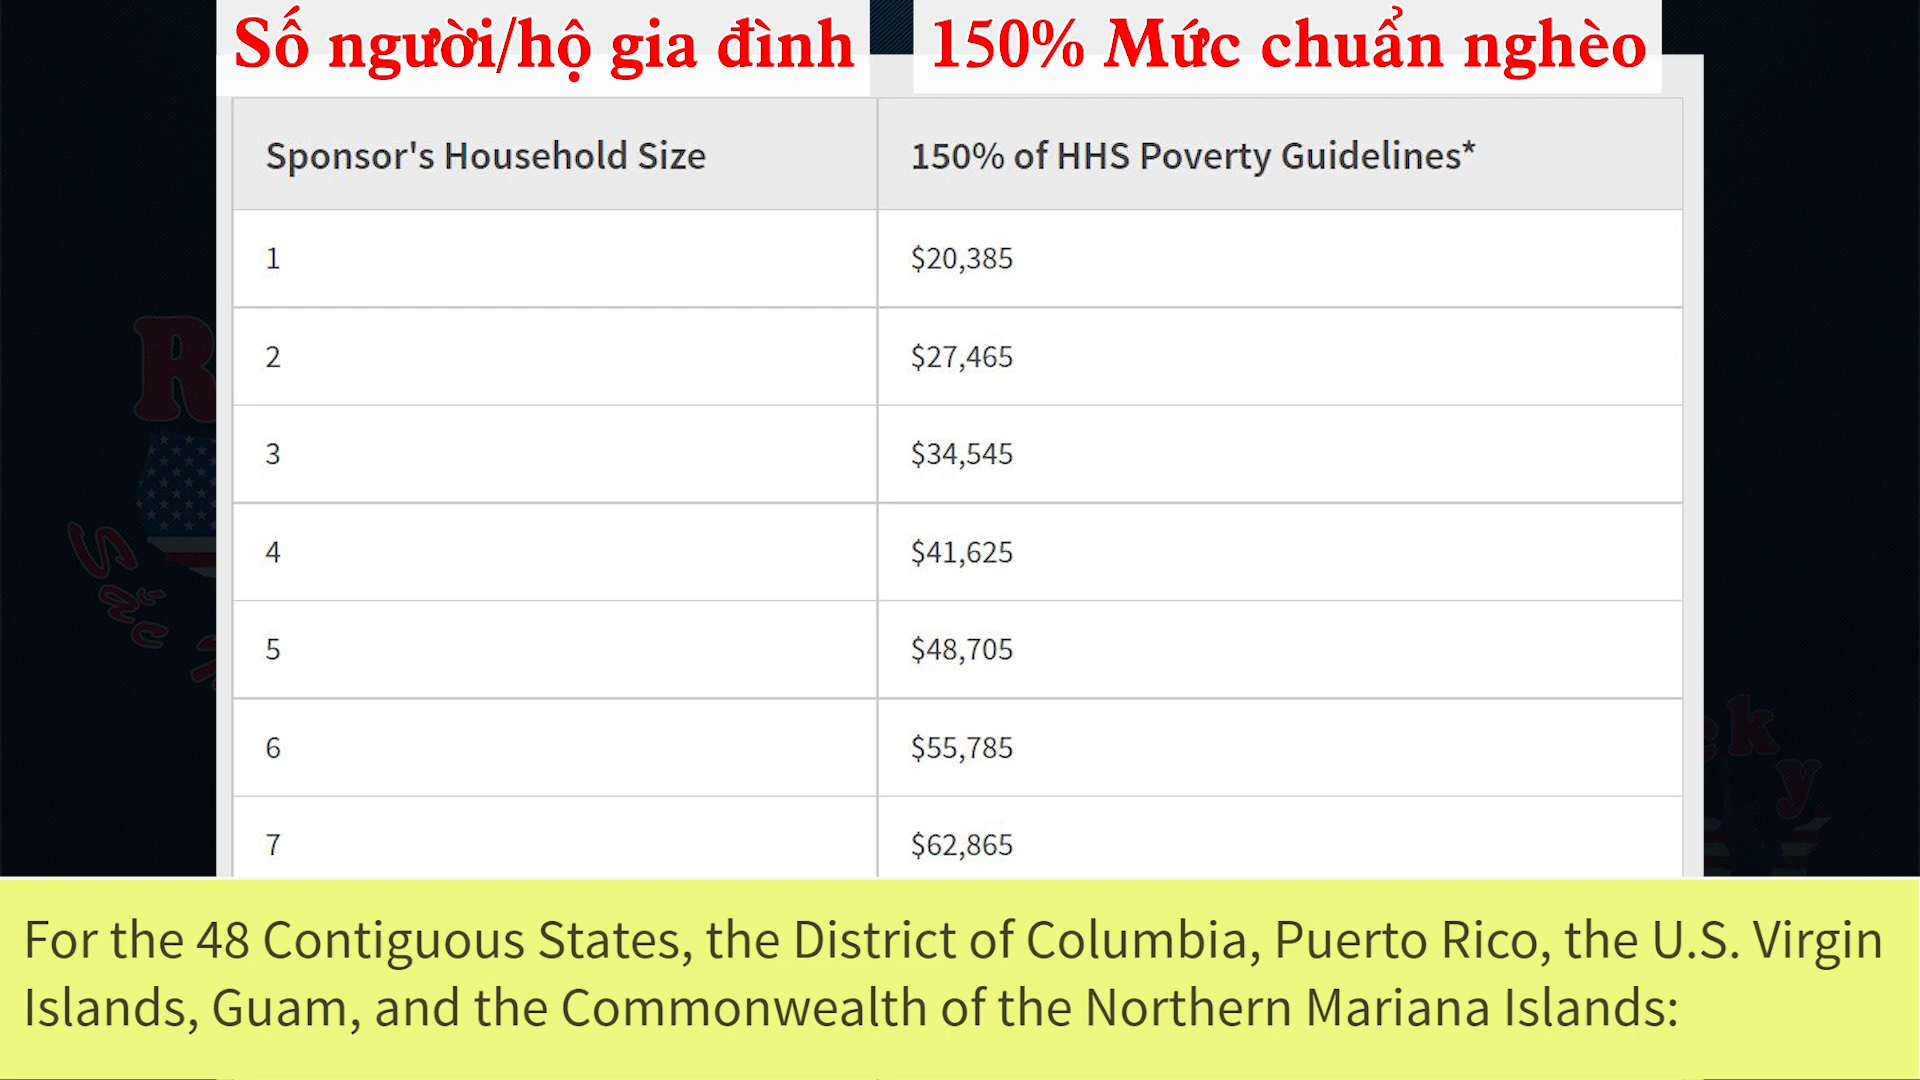 Số người/hộ gia đình
150% Mức chuẩn nghèo
Sponsor's Household Size
150% of HHS Poverty Guidelines*
1
$20,385
2
$27,465
3
$34,545
4
$41,625
5
$48,705
6
$55,785
7
$62,865
For the 48 Contiguous States, the District of Columbia, Puerto Rico, the U.S. Virgin
Islands, Guam, and the Commonwealth of the Northern Mariana Islands: